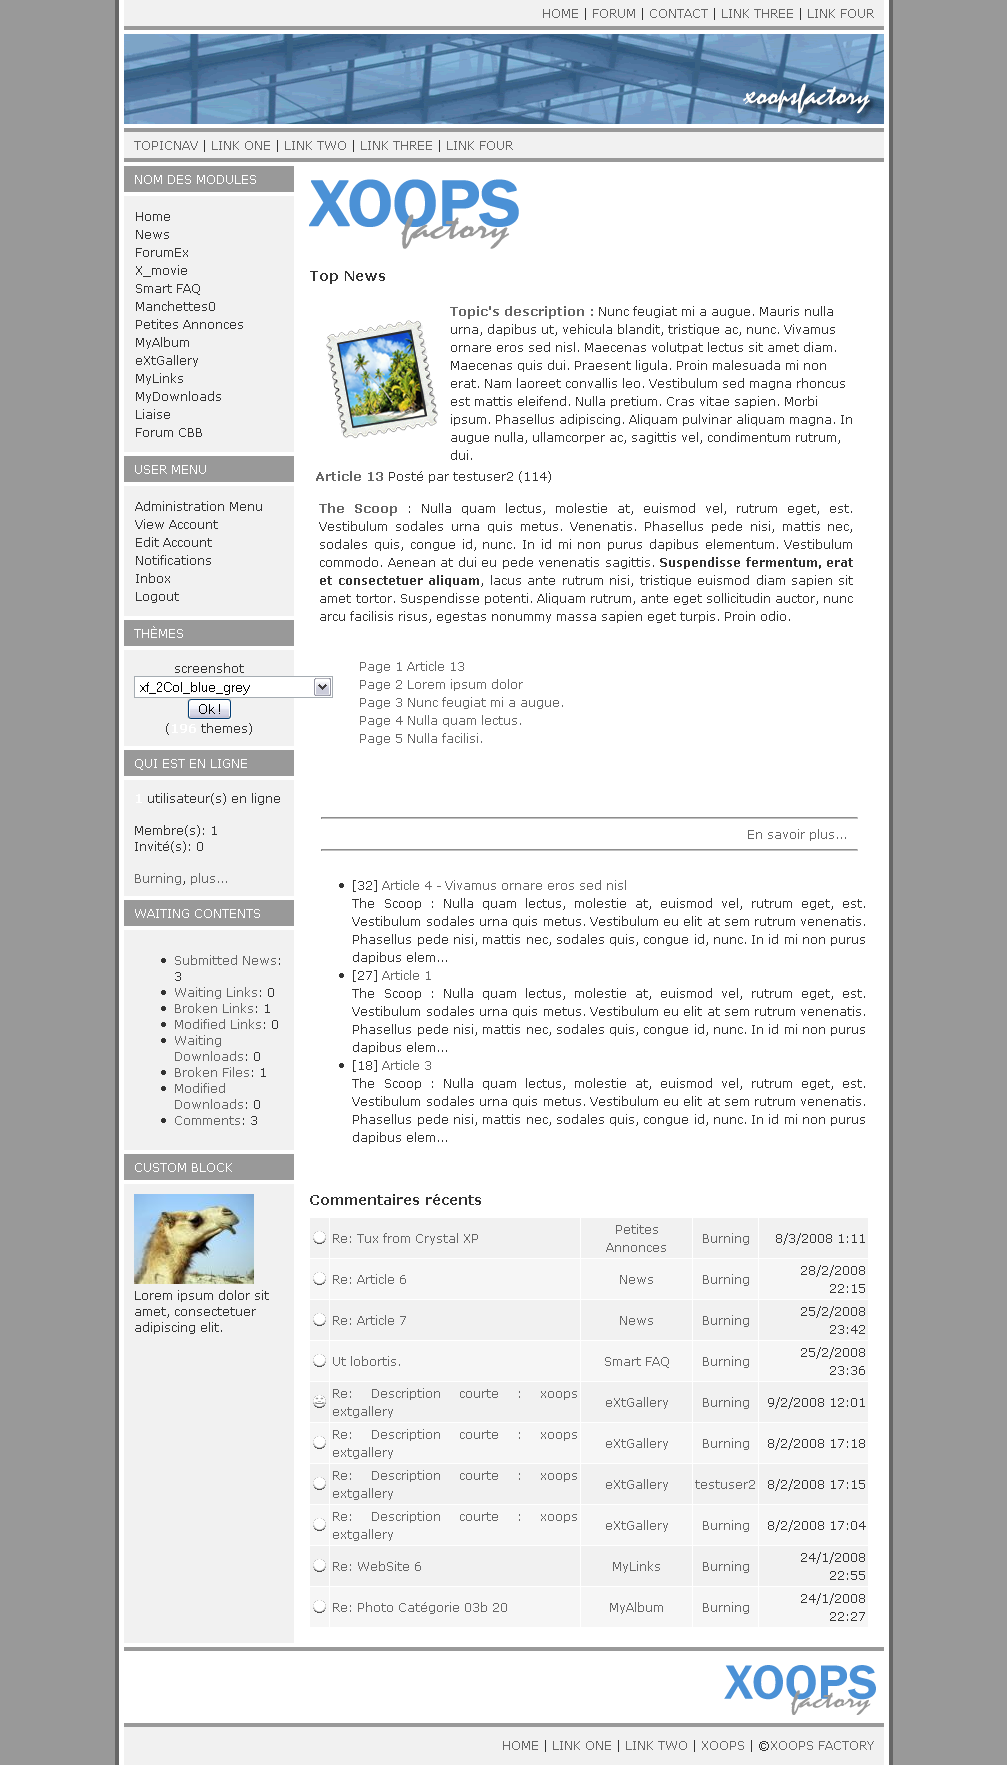 HOME | FORUM | CONTACT | LINK THREE | LINK FOUR
xoopsfactory
TOPICNAV | LINK ONE | LINK TWO | LINK THREE | LINK FOUR
NOM DES MODULES
Home
News
ForumEx
X_movie
Smart FAQ
Manchettes0
Petites Annonces
MyAlbum
eXtGallery
MyLinks
MyDownloads
Liaise
Forum CBB
USER MENU
Administration Menu
View Account
Edit Account
Notifications
Inbox
Logout
THÈMES
screenshot
xf_2Col_blue_grey
Ok !
(196 themes)
QUI EST EN LIGNE
1 utilisateur(s) en ligne
Membre(s): 1
Invité(s): 0
Burning, plus...
WAITING CONTENTS
Submitted News:
3
Waiting Links: 0
Broken Links: 1
Modified Links: 0
Waiting
Downloads: 0
Broken Files: 1
Modified
Downloads: 0
Comments: 3
CUSTOM BLOCK
Lorem ipsum dolor sit
amet, consectetuer
adipiscing elit.
XOOPS
factory
Top News
Topic's description : Nunc feugiat mi a augue. Mauris nulla
urna, dapibus ut, vehicula blandit, tristique ac, nunc. Vivamus
ornare eros sed nisl. Maecenas volutpat lectus sit amet diam.
Maecenas quis dui. Praesent ligula. Proin malesuada mi non
erat. Nam laoreet convallis leo. Vestibulum sed magna rhoncus
est mattis eleifend. Nulla pretium. Cras vitae sapien. Morbi
ipsum. Phasellus adipiscing. Aliquam pulvinar aliquam magna. In
augue nulla, ullamcorper ac, sagittis vel, condimentum rutrum,
dui.
Article 13 Posté par testuser2 (114)
The Scoop : Nulla quam lectus, molestie at, euismod vel, rutrum eget, est.
Vestibulum sodales urna quis metus. Venenatis. Phasellus pede nisi, mattis nec,
sodales quis, congue id, nunc. In id mi non purus dapibus elementum. Vestibulum
commodo. Aenean at dui eu pede venenatis sagittis. Suspendisse fermentum, erat
et consectetuer aliquam, lacus ante rutrum nisi, tristique euismod diam sapien sit
amet tortor. Suspendisse potenti. Aliquam rutrum, ante eget sollicitudin auctor, nunc
arcu facilisis risus, egestas nonummy massa sapien eget turpis. Proin odio.
Page 1 Article 13
Page 2 Lorem ipsum dolor
Page 3 Nunc feugiat mi a augue.
Page 4 Nulla quam lectus.
Page 5 Nulla facilisi.
En savoir plus...
[32] Article 4 - Vivamus ornare eros sed nisl
The Scoop : Nulla quam lectus, molestie at, euismod vel, rutrum eget, est.
Vestibulum sodales urna quis metus. Vestibulum eu elit at sem rutrum venenatis.
Phasellus pede nisi, mattis nec, sodales quis, congue id, nunc. In id mi non purus
dapibus elem...
[27] Article 1
The Scoop : Nulla quam lectus, molestie at, euismod vel, rutrum eget, est.
Vestibulum sodales urna quis metus. Vestibulum eu elit at sem rutrum venenatis.
Phasellus pede nisi, mattis nec, sodales quis, congue id, nunc. In id mi non purus
dapibus elem...
[18] Article 3
The Scoop : Nulla quam lectus, molestie at, euismod vel, rutrum eget, est.
Vestibulum sodales urna quis metus. Vestibulum eu elit at sem rutrum venenatis.
Phasellus pede nisi, mattis nec, sodales quis, congue id, nunc. In id mi non purus
dapibus elem...
Commentaires récents
Re: Tux from Crystal XP Petites Annonces Burning 8/3/2008 1:11
Re: Article 6 News Burning 28/2/2008 22:15
Re: Article 7 News Burning 25/2/2008 23:42
Ut lobortis. Smart FAQ Burning 25/2/2008 23:36
Re: Description courte : xoops extgallery eXtGallery Burning 9/2/2008 12:01
Re: Description courte : xoops extgallery eXtGallery Burning 8/2/2008 17:18
Re: Description courte : xoops extgallery eXtGallery testuser2 8/2/2008 17:15
Re: Description courte : xoops extgallery eXtGallery Burning 8/2/2008 17:04
Re: WebSite 6 MyLinks Burning 24/1/2008 22:55
Re: Photo Catégorie 03b 20 MyAlbum Burning 24/1/2008 22:27
XOOPS
factory
HOME | LINK ONE | LINK TWO | XOOPS | ©XOOPS FACTORY